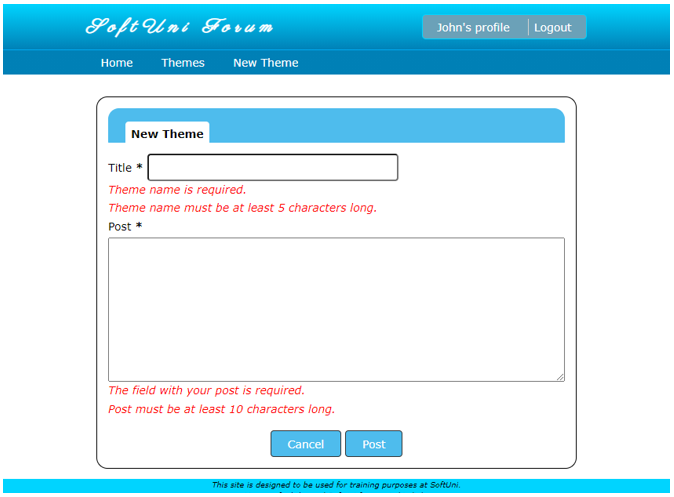 SoftUni Forum
John's profile Logout
Home Themes New Theme
New Theme
Title *
Theme name is required.
Theme name must be at least 5 characters long.
Post *
The field with your post is required.
Post must be at least 10 characters long.
Cancel Post
This site is designed to be used for training purposes at SoftUni.